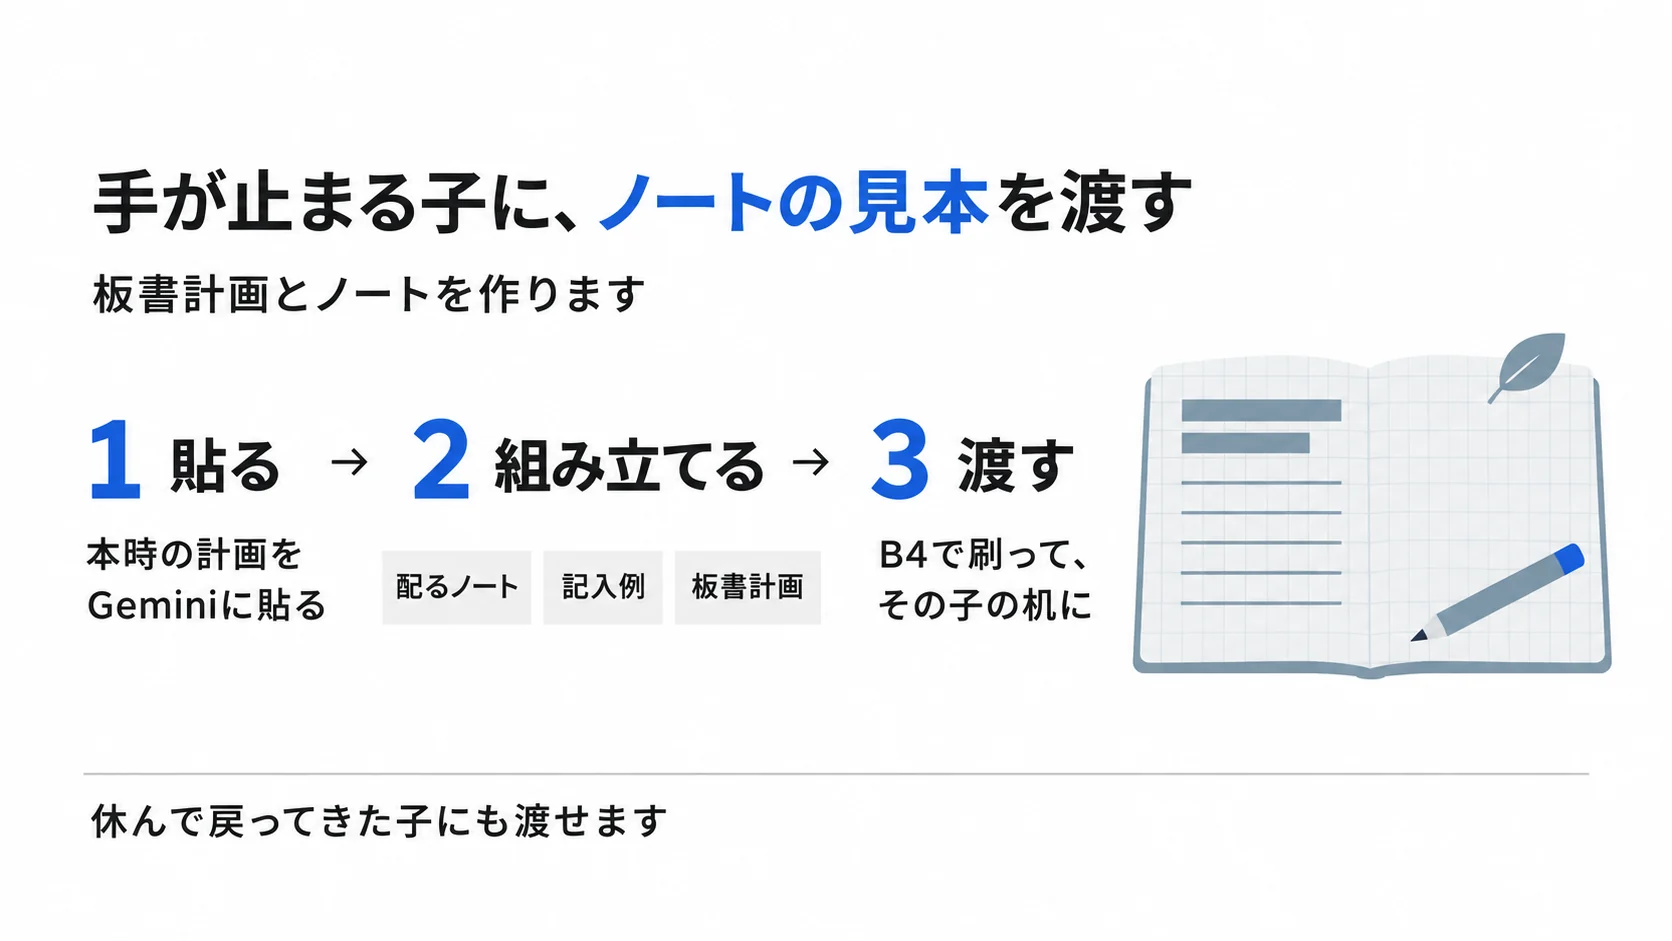 手が止まる子に、ノートの見本を渡す
板書計画とノートを作ります
1 貼る → 2 組み立てる → 3 渡す
本時の計画を
Geminiに貼る
配るノート 記入例 板書計画
B4で刷って、
その子の机に
休んで戻ってきた子にも渡せます